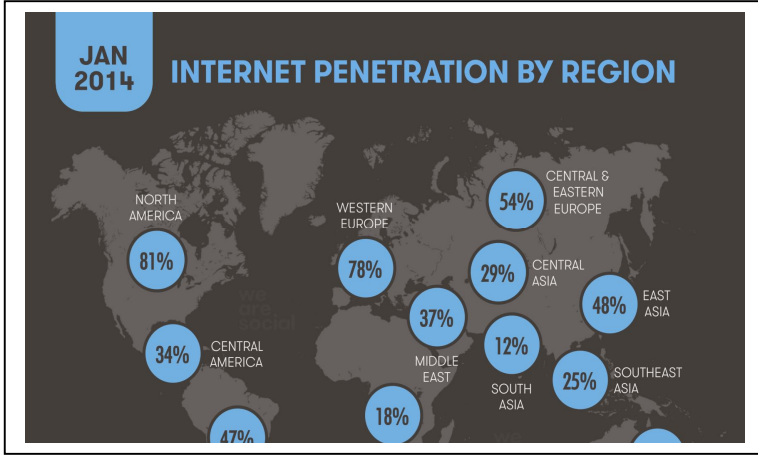 JAN
2014
INTERNET PENETRATION BY REGION
NORTH
AMERICA
81%
WESTERN
EUROPE
78%
54%
CENTRAL &
EASTERN
EUROPE
29%
CENTRAL
ASIA
we
are
social
37%
MIDDLE
EAST
48%
EAST
ASIA
34%
CENTRAL
AMERICA
12%
SOUTH
ASIA
25%
SOUTHEAST
ASIA
18%
47%
we